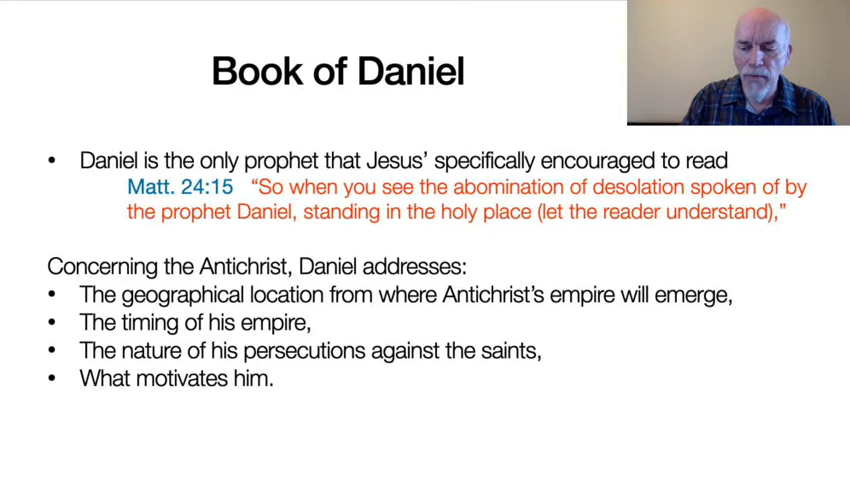 Book of Daniel
• Daniel is the only prophet that Jesus’ specifically encouraged to read
Matt. 24:15 “So when you see the abomination of desolation spoken of by
the prophet Daniel, standing in the holy place (let the reader understand),”
Concerning the Antichrist, Daniel addresses:
• The geographical location from where Antichrist’s empire will emerge,
• The timing of his empire,
• The nature of his persecutions against the saints,
• What motivates him.